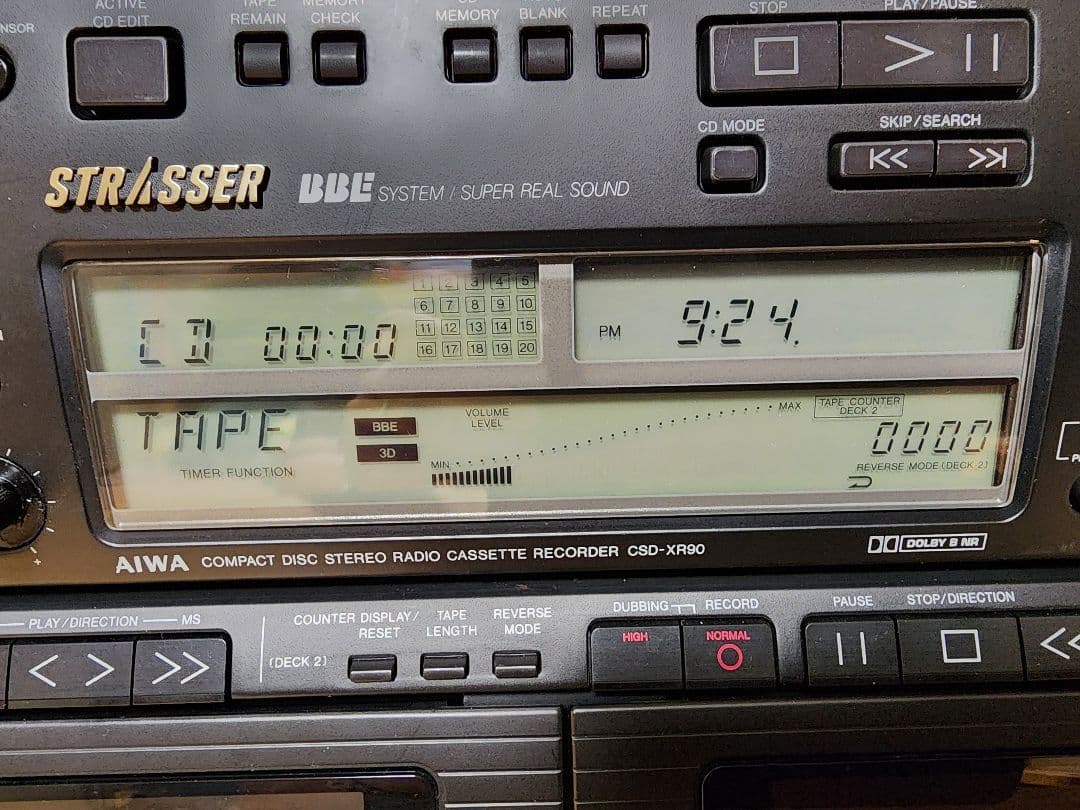 ACTIVE
CD EDIT
TAPE
REMAIN
MEMORY
CHECK
CD
MEMORY
BLANK
REPEAT
STOP
PLAY/PAUSE
CD MODE
SKIP/SEARCH
STRASSER
BBE SYSTEM / SUPER REAL SOUND
CD 00:00
1 2 3 4 5
6 7 8 9 10
11 12 13 14 15
16 17 18 19 20
PM 9:24.
TAPE
TIMER FUNCTION
BBE
3D
VOLUME
LEVEL
MIN
MAX
TAPE COUNTER
DECK 2
0000
REVERSE MODE (DECK 2)
AIWA COMPACT DISC STEREO RADIO CASSETTE RECORDER CSD-XR90
DOLBY B NR
PLAY/DIRECTION
MS
COUNTER DISPLAY/
RESET
TAPE
LENGTH
REVERSE
MODE
(DECK 2)
DUBBING
RECORD
HIGH
NORMAL
PAUSE
STOP/DIRECTION